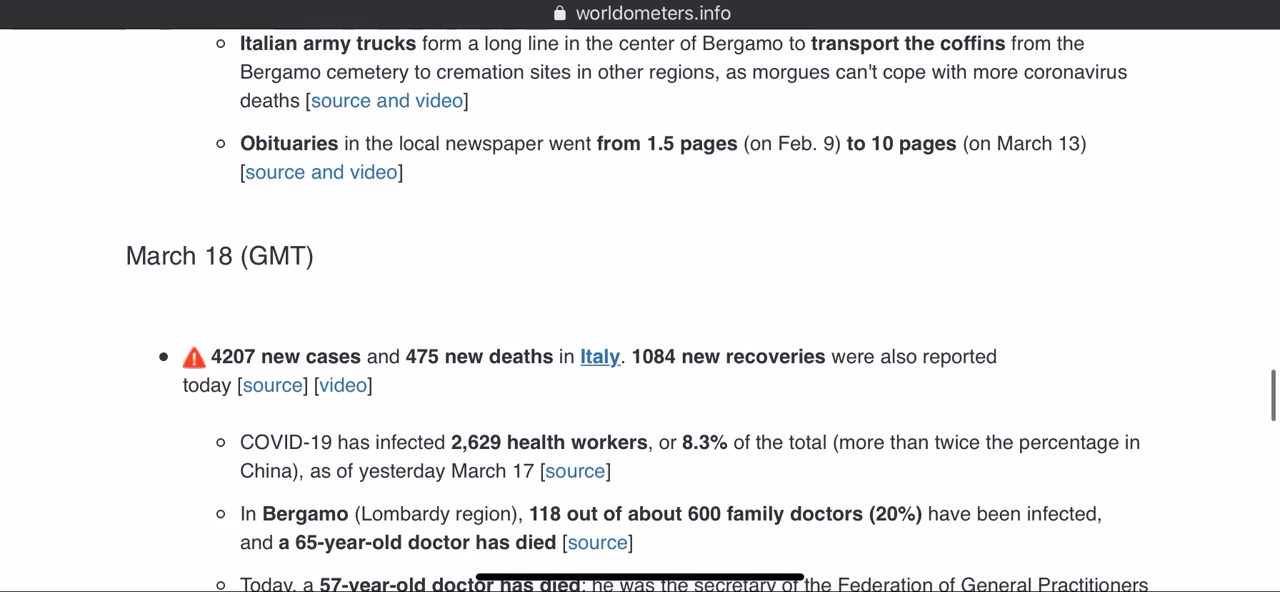 worldometers.info
Italian army trucks form a long line in the center of Bergamo to transport the coffins from the
Bergamo cemetery to cremation sites in other regions, as morgues can't cope with more coronavirus
deaths [source and video]
Obituaries in the local newspaper went from 1.5 pages (on Feb. 9) to 10 pages (on March 13)
[source and video]
March 18 (GMT)
4207 new cases and 475 new deaths in Italy. 1084 new recoveries were also reported
today [source] [video]
COVID-19 has infected 2,629 health workers, or 8.3% of the total (more than twice the percentage in
China), as of yesterday March 17 [source]
In Bergamo (Lombardy region), 118 out of about 600 family doctors (20%) have been infected,
and a 65-year-old doctor has died [source]
Today, a 57-year-old doctor has died: he was the secretary of the Federation of General Practitioners